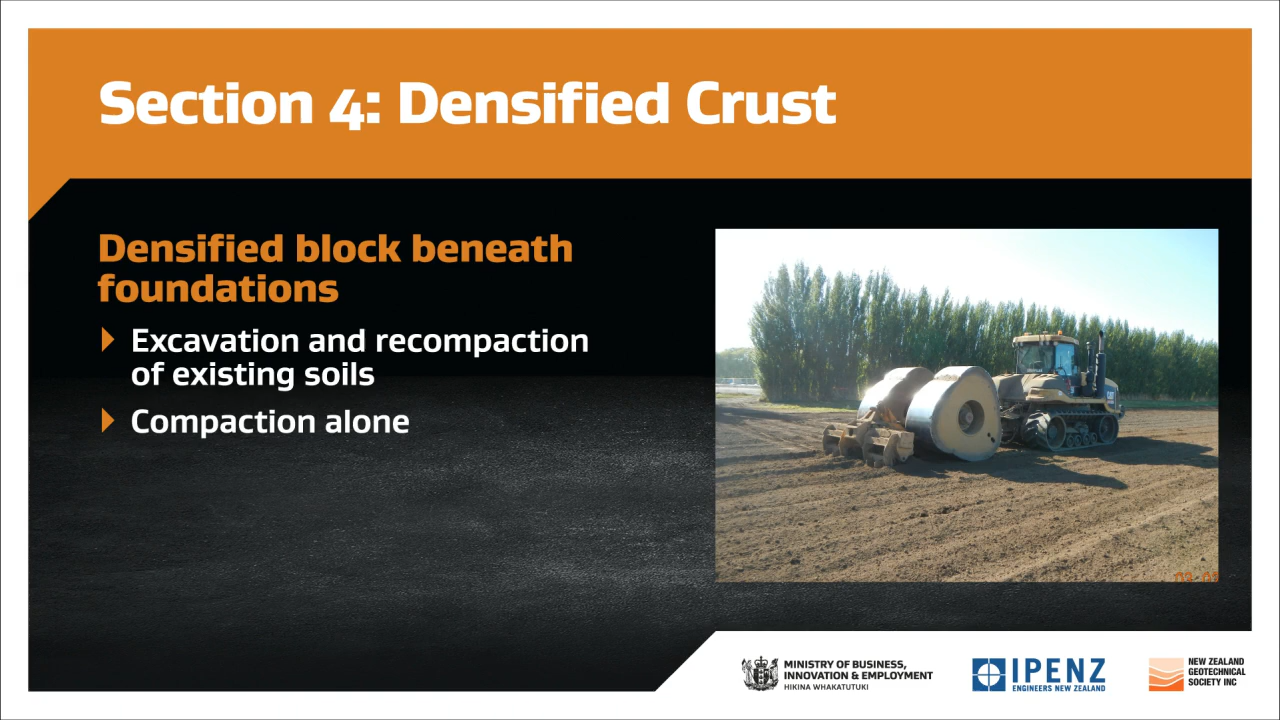 Section 4: Densified Crust
Densified block beneath
foundations
Excavation and recompaction
of existing soils
Compaction alone
MINISTRY OF BUSINESS,
INNOVATION & EMPLOYMENT
HIKINA WHAKATUTUKI
IPENZ
ENGINEERS NEW ZEALAND
NEW ZEALAND
GEOTECHNICAL
SOCIETY INC